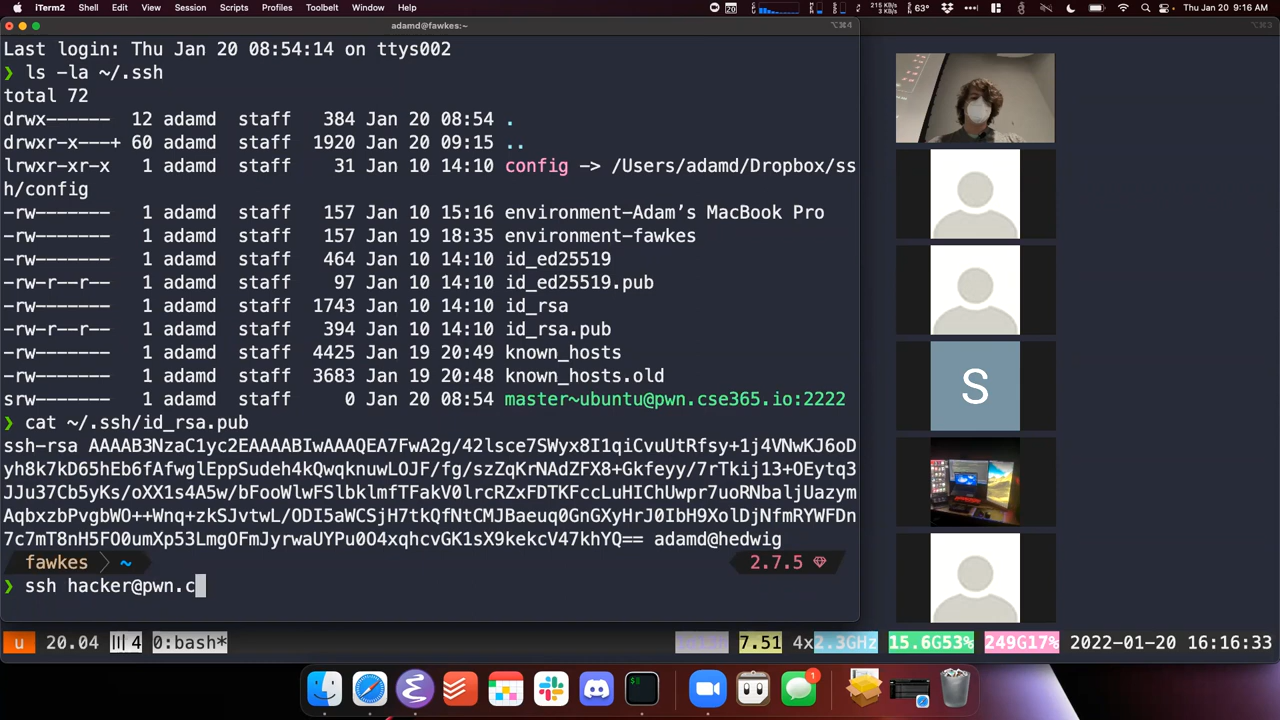 iTerm2 Shell Edit View Session Scripts Profiles Toolbelt Window Help 63° Thu Jan 20 9:16 AM
adamd@fawkes:~ ⌥⌘4 ⌥⌘3
Last login: Thu Jan 20 08:54:14 on ttys002
❯ ls -la ~/.ssh
total 72
drwx------ 12 adamd staff 384 Jan 20 08:54 .
drwxr-x---+ 60 adamd staff 1920 Jan 20 09:15 ..
lrwxr-xr-x 1 adamd staff 31 Jan 10 14:10 config -> /Users/adamd/Dropbox/ss
h/config
-rw------- 1 adamd staff 157 Jan 10 15:16 environment-Adam’s MacBook Pro
-rw------- 1 adamd staff 157 Jan 19 18:35 environment-fawkes
-rw------- 1 adamd staff 464 Jan 10 14:10 id_ed25519
-rw-r--r-- 1 adamd staff 97 Jan 10 14:10 id_ed25519.pub
-rw------- 1 adamd staff 1743 Jan 10 14:10 id_rsa
-rw-r--r-- 1 adamd staff 394 Jan 10 14:10 id_rsa.pub
-rw------- 1 adamd staff 4425 Jan 19 20:49 known_hosts
-rw------- 1 adamd staff 3683 Jan 19 20:48 known_hosts.old
srw------- 1 adamd staff 0 Jan 20 08:54 master~ubuntu@pwn.cse365.io:2222
❯ cat ~/.ssh/id_rsa.pub
ssh-rsa AAAAB3NzaC1yc2EAAAABIwAAAQEA7FwA2g/42lsce7SWyx8I1qiCvuUtRfsy+1j4VNwKJ6oD
yh8k7kD65hEb6fAfwglEppSudeh4kQwqknuwLOJF/fg/szZqKrNAdZFX8+Gkfeyy/7rTkij13+OEytq3
JJu37Cb5yKs/oXX1s4A5w/bFooWlwFSlbklmfTFakV0lrcRZxFDTKFccLuHIChUwpr7uoRNbaljUazym
AqbxzbPvgbWO++Wnq+zkSJvtwL/ODI5aWCSjH7tkQfNtCMJBaeuq0GnGXyHrJ0IbH9XolDjNfmRYWFDn
7c7mT8nH5FO0umXp53LmgOFmJyrwaUYPu0O4xqhcvGK1sX9kekcV47khYQ== adamd@hedwig
fawkes ~ 2.7.5
❯ ssh hacker@pwn.c
S
u 20.04 4 0:bash* 7.51 4x2.3GHz 15.6G53% 249G17% 2022-01-20 16:16:33